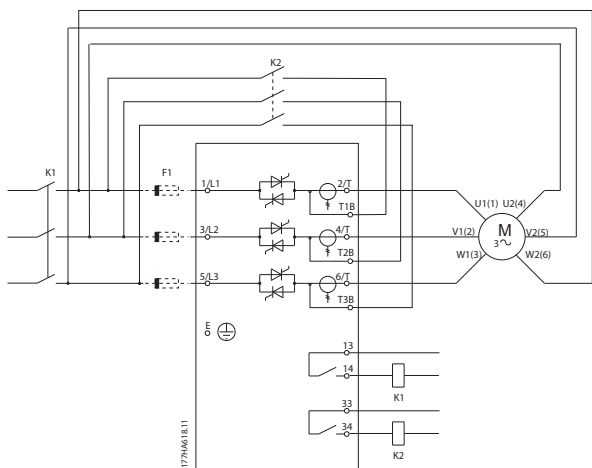 K2
K1
F1
1/L1
2/T
T1B
3/L2
4/T
T2B
5/L3
6/T
T3B
U1(1) U2(4)
V1(2)
M
3~
V2(5)
W1(3)
W2(6)
E
13
14
K1
33
34
K2
177HA618.11